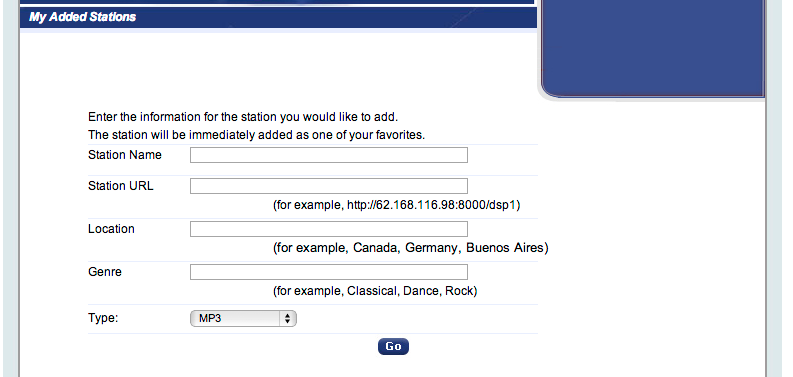 My Added Stations
Enter the information for the station you would like to add.
The station will be immediately added as one of your favorites.
Station Name
Station URL
(for example, http://62.168.116.98:8000/dsp1)
Location
(for example, Canada, Germany, Buenos Aires)
Genre
(for example, Classical, Dance, Rock)
Type: MP3
Go